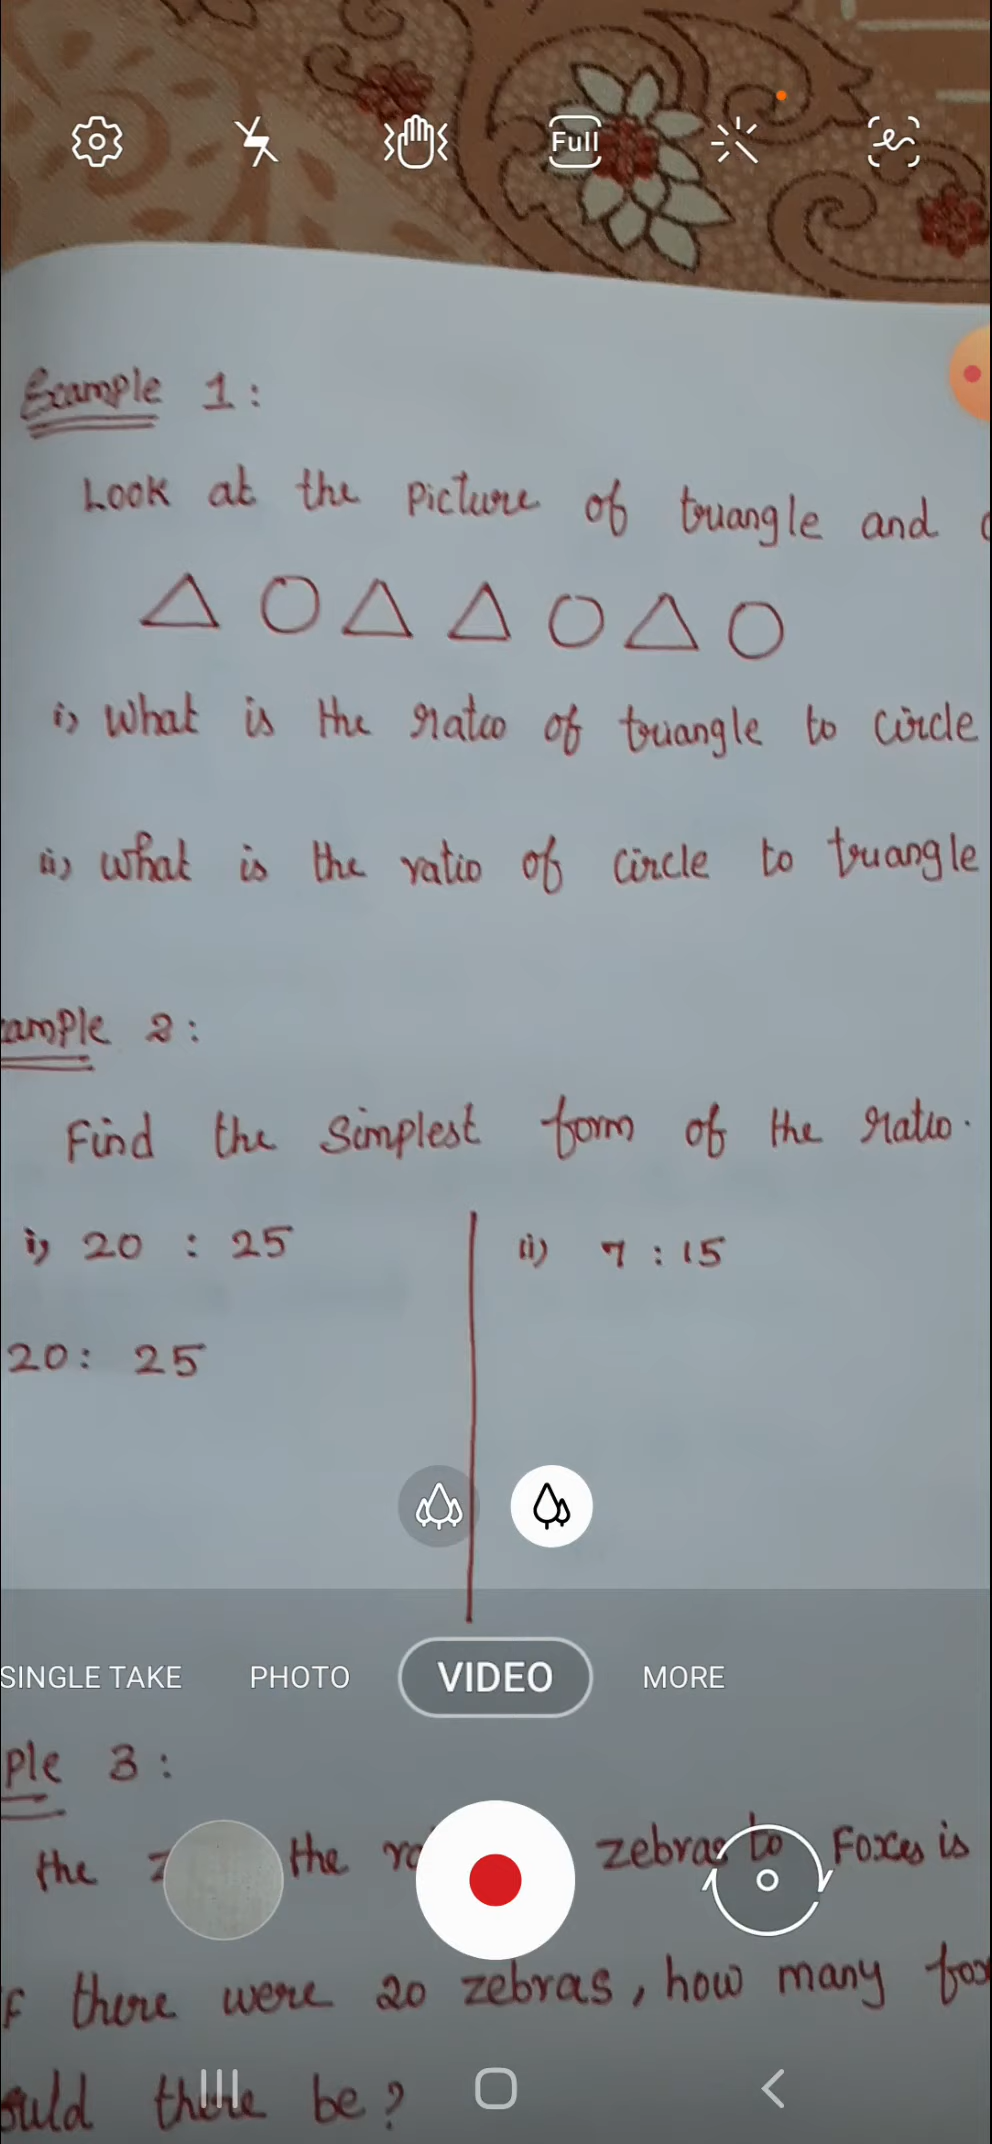 Full
Example 1:
Look at the picture of triangle and
i) What is the ratio of triangle to circle
ii) What is the ratio of circle to triangle
ample 2:
Find the Simplest form of the ratio.
i) 20 : 25
(ii) 7 : 15
20: 25
SINGLE TAKE PHOTO VIDEO MORE
ple 3:
the the zebras to Foxes is
f there were 20 zebras, how many fox
ould there be?